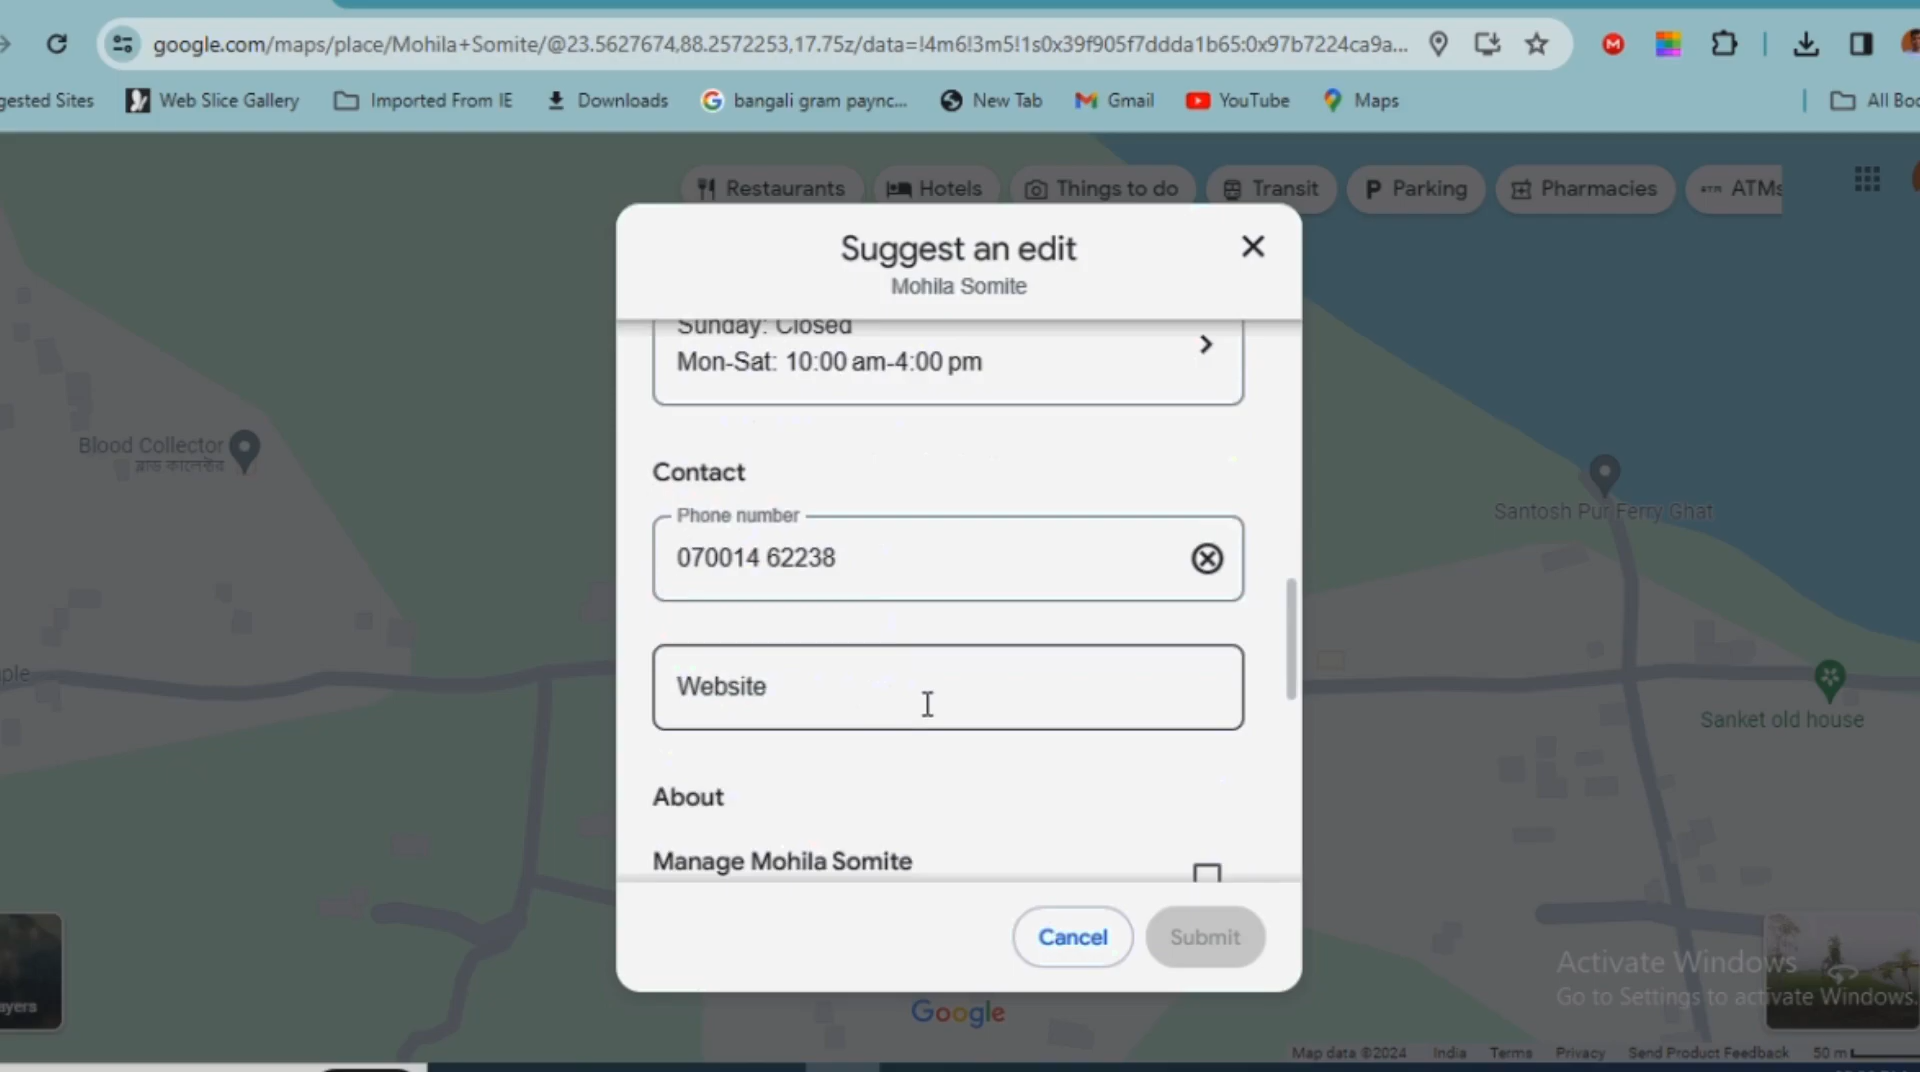 google.com/maps/place/Mohila+Somite/@23.5627674,88.2572253,17.75z/data=!4m6!3m5!1s0x39f905f7ddda1b65:0x97b7224ca9a...
gested Sites Web Slice Gallery Imported From IE Downloads bangali gram paync... New Tab Gmail YouTube Maps All Boo
Restaurants Hotels Things to do Transit Parking Pharmacies ATMs
Suggest an edit
Mohila Somite
Sunday: Closed
Mon-Sat: 10:00 am-4:00 pm
Blood Collector
ব্লাড কালেক্টর
Contact
Phone number
070014 62238
Santosh Pur Ferry Ghat
Website
ple
Sanket old house
About
Manage Mohila Somite
Cancel Submit
Activate Windows
Go to Settings to activate Windows.
ayers
Google
Map data ©2024 India Terms Privacy Send Product Feedback 50 m